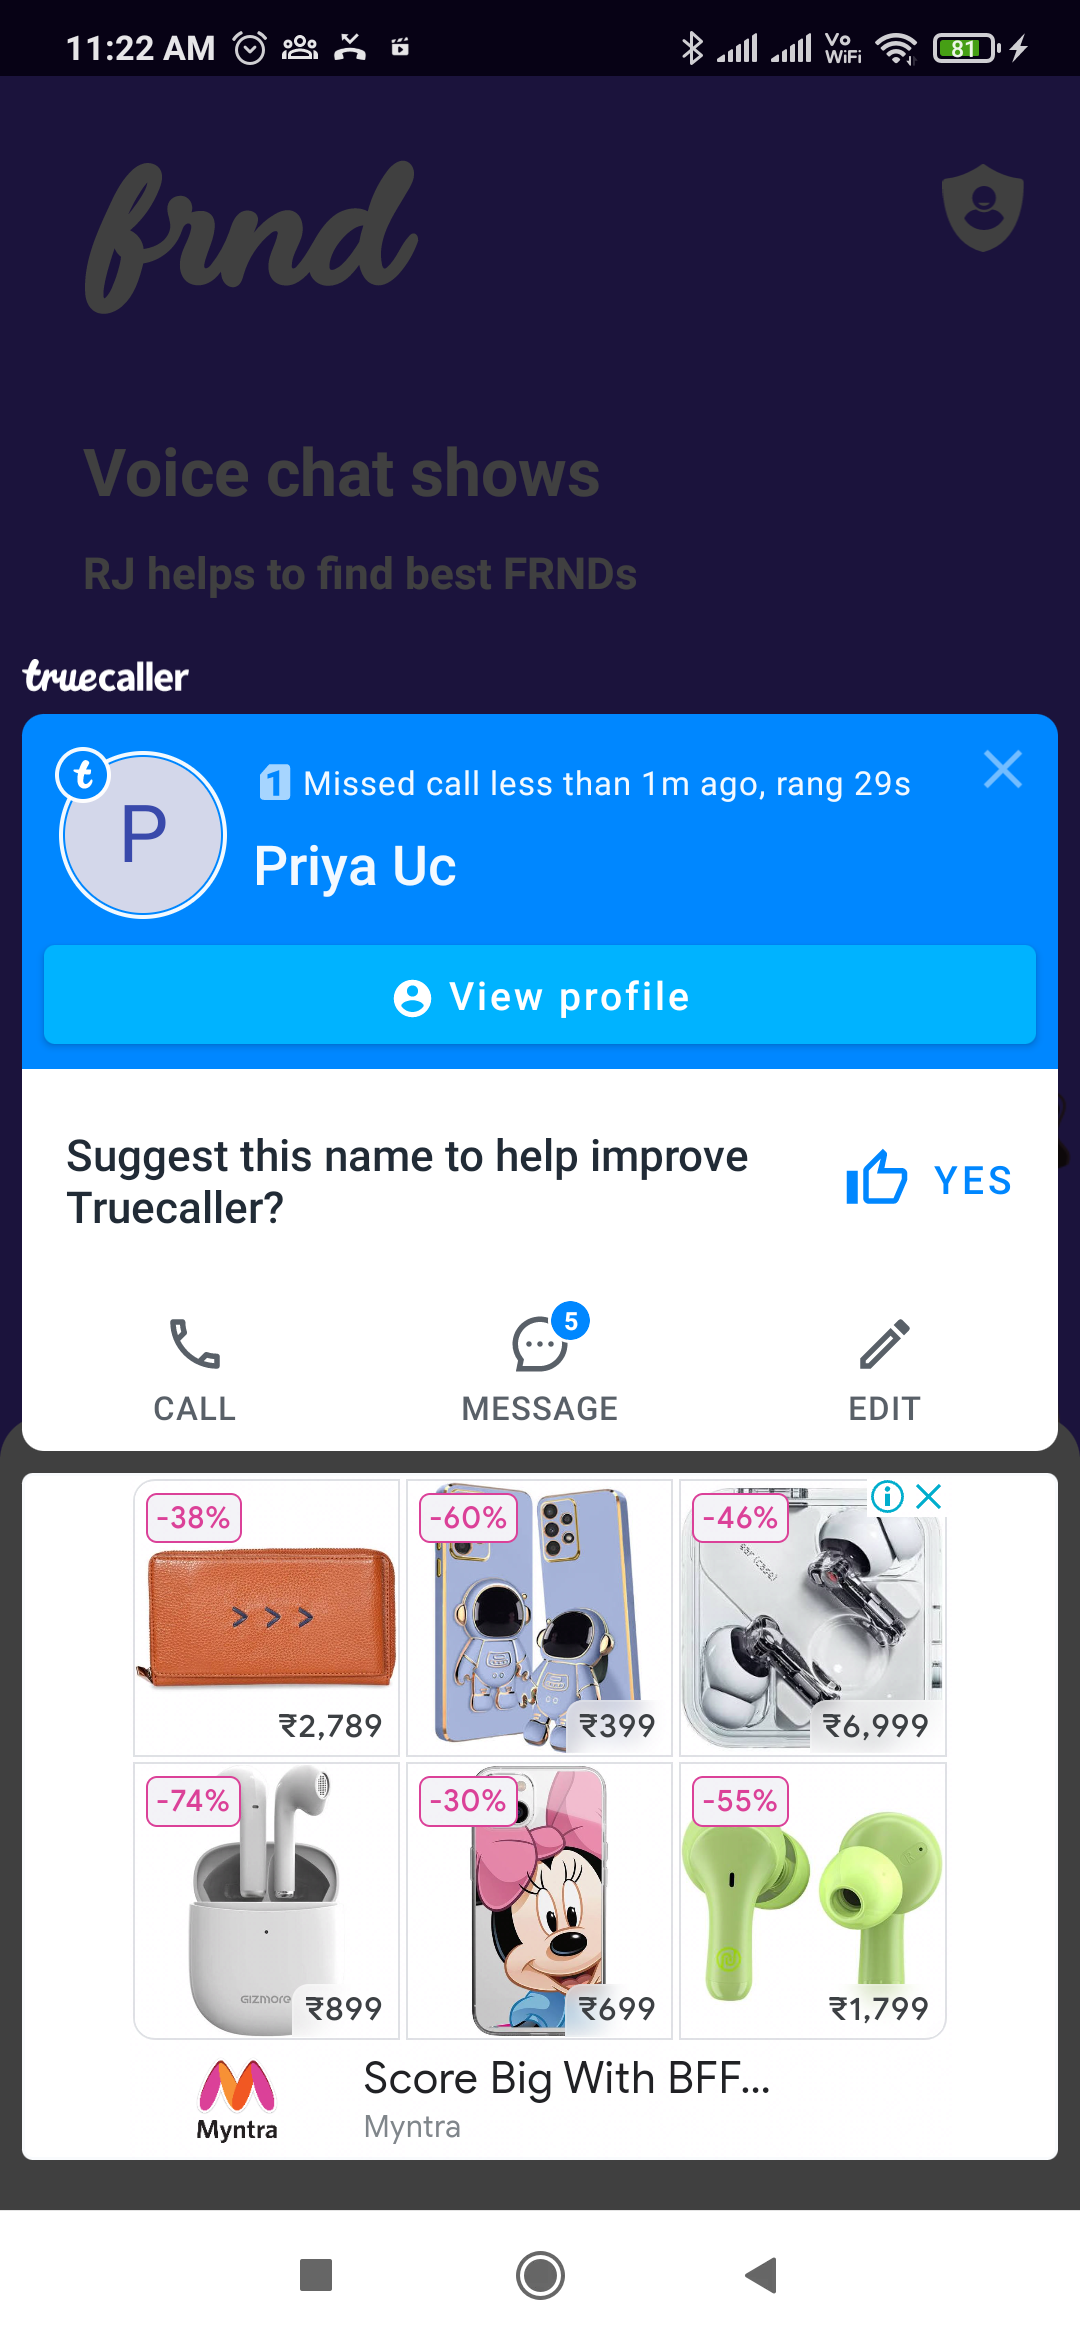 11:22 AM
Vo
WiFi
81
frnd
Voice chat shows
RJ helps to find best FRNDs
truecaller
t
P
1 Missed call less than 1m ago, rang 29s
Priya Uc
View profile
Suggest this name to help improve
Truecaller?
YES
5
CALL
MESSAGE
EDIT
-38%
-60%
-46%
ear (case)
> > >
₹2,789
₹399
₹6,999
-74%
-30%
-55%
GIZMORE
₹899
₹699
₹1,799
Score Big With BFF...
Myntra
Myntra